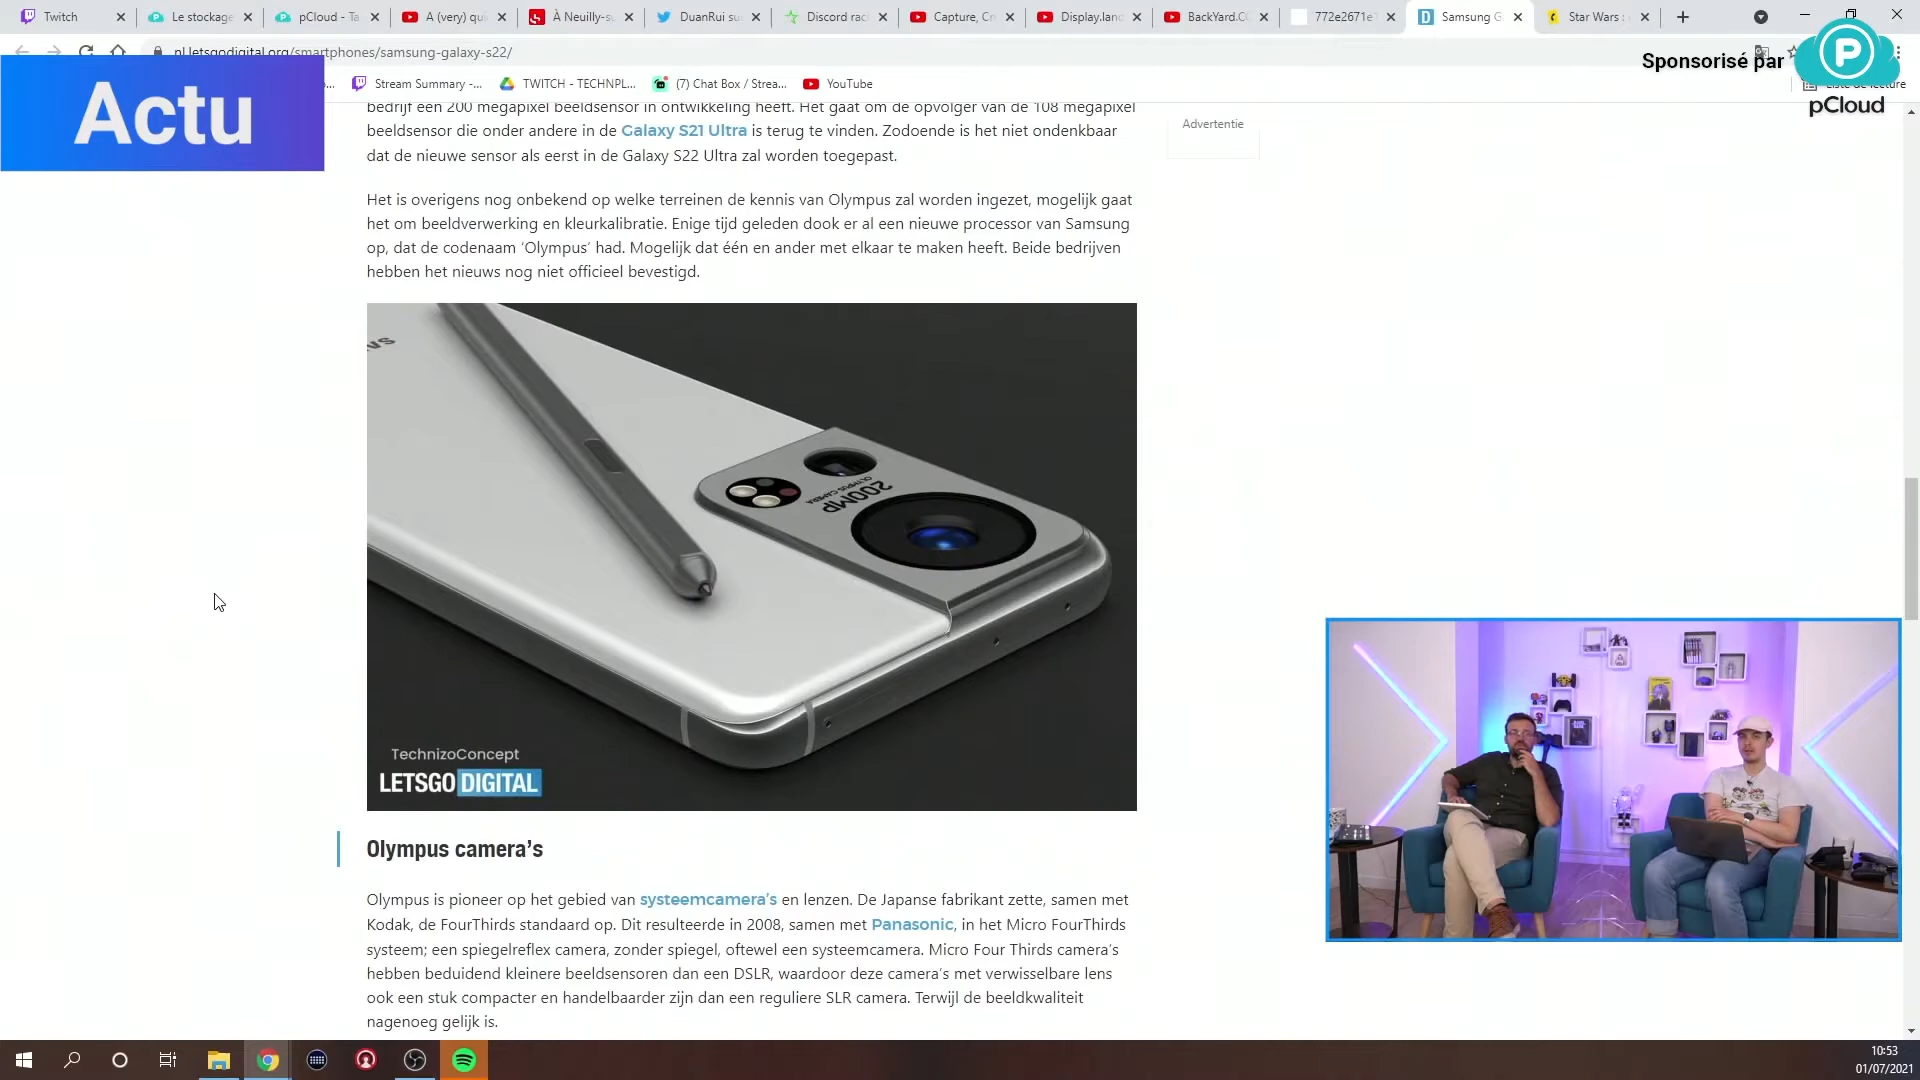 Twitch
Le stockage
pCloud - Ta
A (very) qui
À Neuilly-su
DuanRui su
Discord rac
Capture, Cr
Display.land
BackYard.CO
772e2671e
Samsung G
Star Wars :
nl.letsgodigital.org/smartphones/samsung-galaxy-s22/
Sponsorisé par
pCloud
Stream Summary -...
TWITCH - TECHNPL...
(7) Chat Box / Strea...
YouTube
Liste de lecture
Actu
bedrijf een 200 megapixel beeldsensor in ontwikkeling heeft. Het gaat om de opvolger van de 108 megapixel
beeldsensor die onder andere in de Galaxy S21 Ultra is terug te vinden. Zodoende is het niet ondenkbaar
dat de nieuwe sensor als eerst in de Galaxy S22 Ultra zal worden toegepast.
Advertentie
Het is overigens nog onbekend op welke terreinen de kennis van Olympus zal worden ingezet, mogelijk gaat
het om beeldverwerking en kleurkalibratie. Enige tijd geleden dook er al een nieuwe processor van Samsung
op, dat de codenaam ‘Olympus’ had. Mogelijk dat één en ander met elkaar te maken heeft. Beide bedrijven
hebben het nieuws nog niet officieel bevestigd.
200MP
OLYMPUS CAMERA
TechnizoConcept
LETSGO DIGITAL
Olympus camera’s
Olympus is pioneer op het gebied van systeemcamera’s en lenzen. De Japanse fabrikant zette, samen met
Kodak, de FourThirds standaard op. Dit resulteerde in 2008, samen met Panasonic, in het Micro FourThirds
systeem; een spiegelreflex camera, zonder spiegel, oftewel een systeemcamera. Micro Four Thirds camera’s
hebben beduidend kleinere beeldsensoren dan een DSLR, waardoor deze camera’s met verwisselbare lens
ook een stuk compacter en handelbaarder zijn dan een reguliere SLR camera. Terwijl de beeldkwaliteit
nagenoeg gelijk is.
10:53
01/07/2021